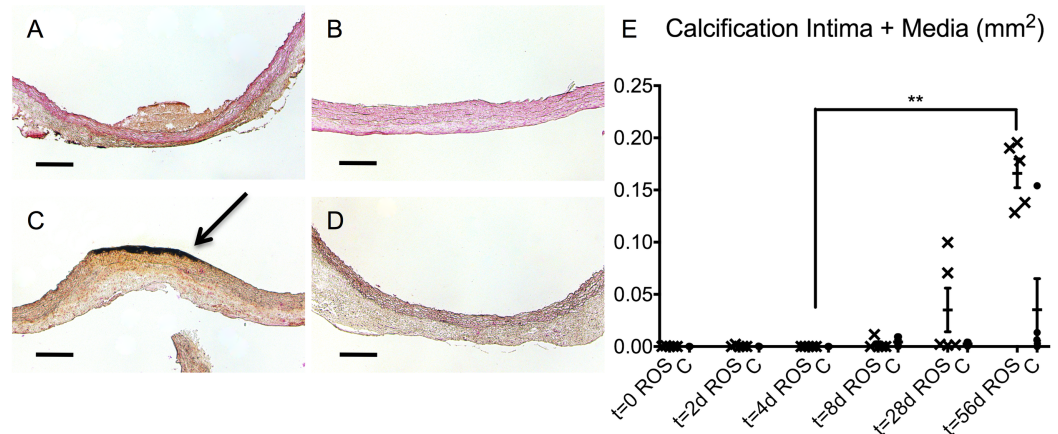 A
B
C
D
E Calcification Intima + Media (mm2)
0.25
0.20
0.15
0.10
0.05
0.00
**
t=0 ROS
C
t=2d ROS
C
t=4d ROS
C
t=8d ROS
C
t=28d ROS
C
t=56d ROS
C